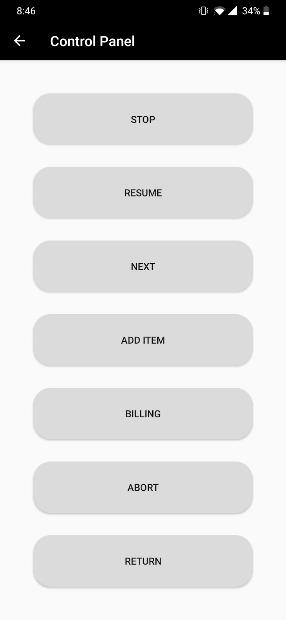 8:46
34%
Control Panel
STOP
RESUME
NEXT
ADD ITEM
BILLING
ABORT
RETURN